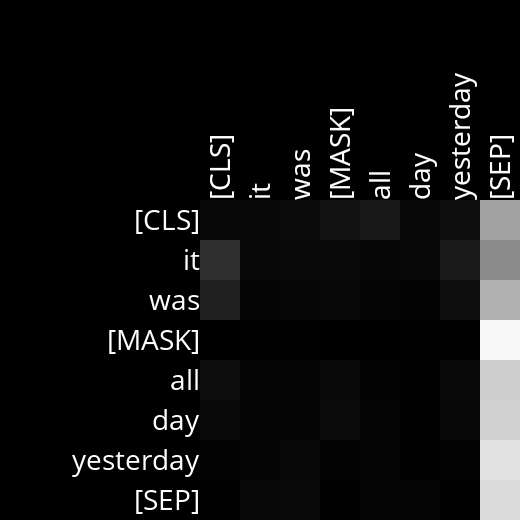 [CLS] it was [MASK] all day yesterday [SEP]
[CLS]
it
was
[MASK]
all
day
yesterday
[SEP]